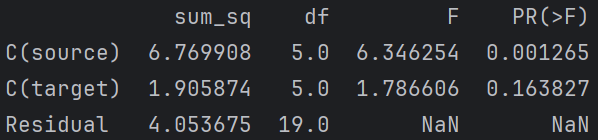 sum_sq df F PR(>F)
C(source) 6.769908 5.0 6.346254 0.001265
C(target) 1.905874 5.0 1.786606 0.163827
Residual 4.053675 19.0 NaN NaN